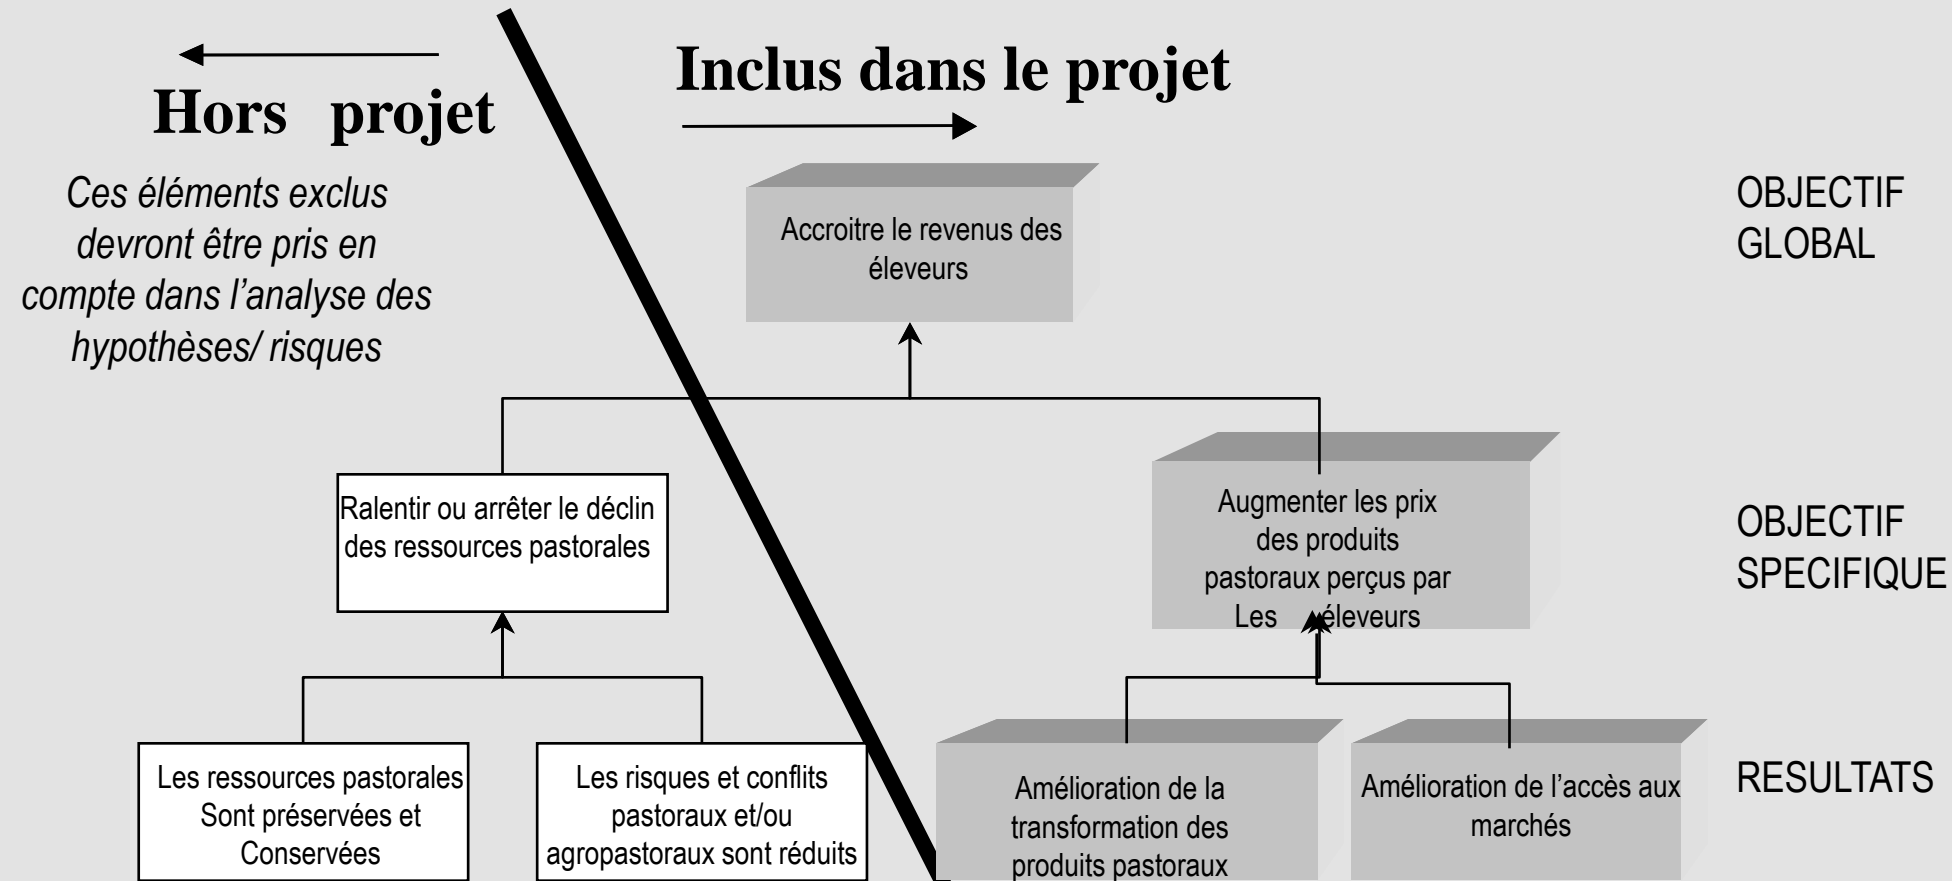 Hors projet
Inclus dans le projet
Ces éléments exclus
devront être pris en
compte dans l'analyse des
hypothèses/ risques
Accroitre le revenus des
éleveurs
OBJECTIF
GLOBAL
Ralentir ou arrêter le déclin
des ressources pastorales
Augmenter les prix
des produits
pastoraux perçus par
Les éleveurs
OBJECTIF
SPECIFIQUE
Les ressources pastorales
Sont préservées et
Conservées
Les risques et conflits
pastoraux et/ou
agropastoraux sont réduits
Amélioration de la
transformation des
produits pastoraux
Amélioration de l'accès aux
marchés
RESULTATS